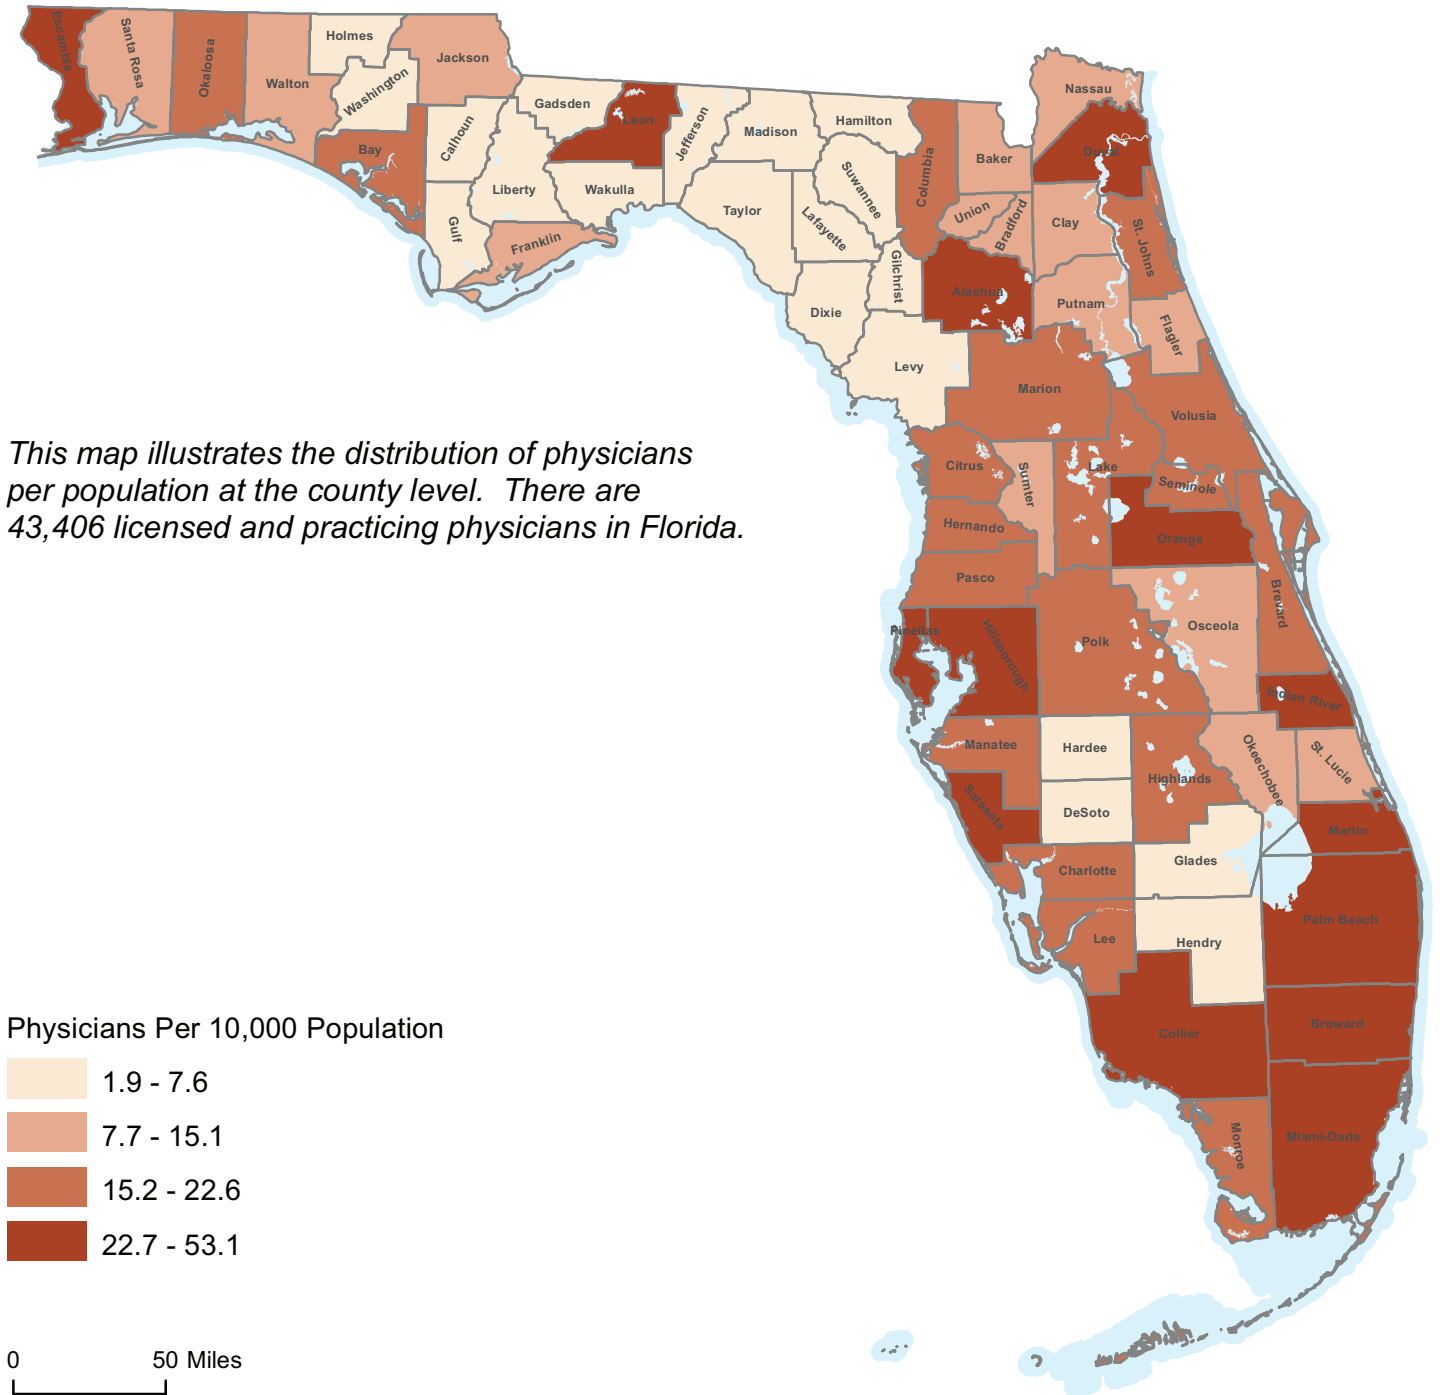 Escambia
Santa Rosa
Okaloosa
Walton
Holmes
Washington
Jackson
Bay
Calhoun
Gulf
Gadsden
Liberty
Franklin
Leon
Wakulla
Jefferson
Madison
Taylor
Hamilton
Suwannee
Lafayette
Dixie
Gilchrist
Levy
Columbia
Baker
Union
Bradford
Alachua
Nassau
Duval
Clay
St. Johns
Putnam
Flagler
Marion
Volusia
Citrus
Sumter
Lake
Seminole
Hernando
Orange
Pasco
Brevard
Pinellas
Hillsborough
Polk
Osceola
Indian River
Manatee
Hardee
Highlands
Okeechobee
St. Lucie
Sarasota
DeSoto
Martin
Charlotte
Glades
Palm Beach
Lee
Hendry
Collier
Broward
Monroe
Miami-Dade
This map illustrates the distribution of physicians
per population at the county level. There are
43,406 licensed and practicing physicians in Florida.
Physicians Per 10,000 Population
1.9 - 7.6
7.7 - 15.1
15.2 - 22.6
22.7 - 53.1
0 50 Miles